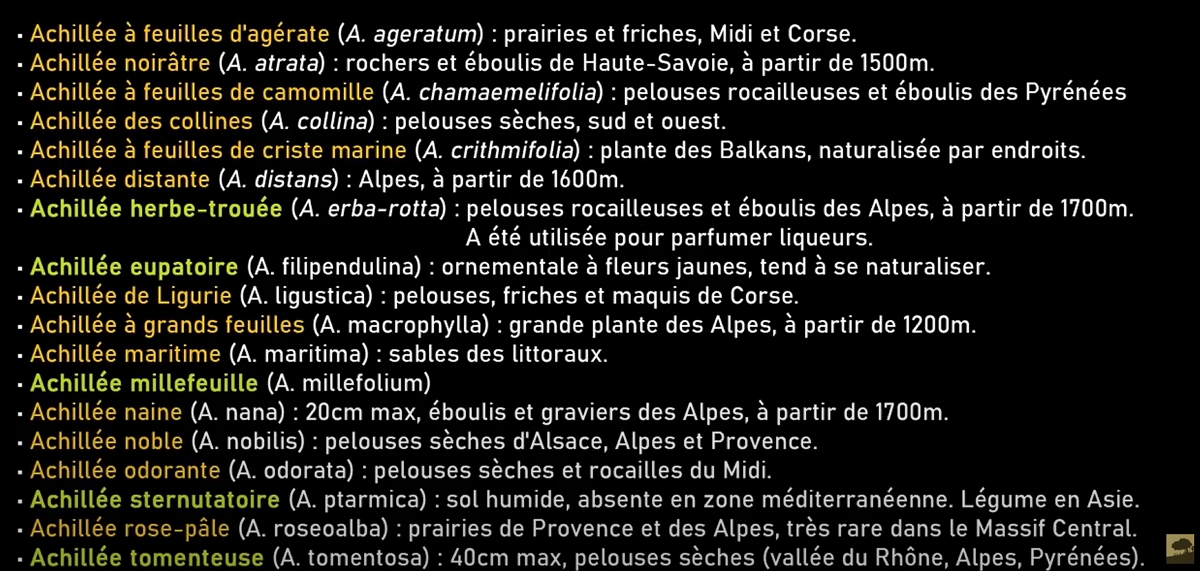 ▪ Achillée à feuilles d'agérate (A. ageratum) : prairies et friches, Midi et Corse.
▪ Achillée noirâtre (A. atrata) : rochers et éboulis de Haute-Savoie, à partir de 1500m.
▪ Achillée à feuilles de camomille (A. chamaemelifolia) : pelouses rocailleuses et éboulis des Pyrénées
▪ Achillée des collines (A. collina) : pelouses sèches, sud et ouest.
▪ Achillée à feuilles de criste marine (A. crithmifolia) : plante des Balkans, naturalisée par endroits.
▪ Achillée distante (A. distans) : Alpes, à partir de 1600m.
▪ Achillée herbe-trouée (A. erba-rotta) : pelouses rocailleuses et éboulis des Alpes, à partir de 1700m.
A été utilisée pour parfumer liqueurs.
▪ Achillée eupatoire (A. filipendulina) : ornementale à fleurs jaunes, tend à se naturaliser.
▪ Achillée de Ligurie (A. ligustica) : pelouses, friches et maquis de Corse.
▪ Achillée à grands feuilles (A. macrophylla) : grande plante des Alpes, à partir de 1200m.
▪ Achillée maritime (A. maritima) : sables des littoraux.
▪ Achillée millefeuille (A. millefolium)
▪ Achillée naine (A. nana) : 20cm max, éboulis et graviers des Alpes, à partir de 1700m.
▪ Achillée noble (A. nobilis) : pelouses sèches d'Alsace, Alpes et Provence.
▪ Achillée odorante (A. odorata) : pelouses sèches et rocailles du Midi.
▪ Achillée sternutatoire (A. ptarmica) : sol humide, absente en zone méditerranéenne. Légume en Asie.
▪ Achillée rose-pâle (A. roseoalba) : prairies de Provence et des Alpes, très rare dans le Massif Central.
▪ Achillée tomenteuse (A. tomentosa) : 40cm max, pelouses sèches (vallée du Rhône, Alpes, Pyrénées).